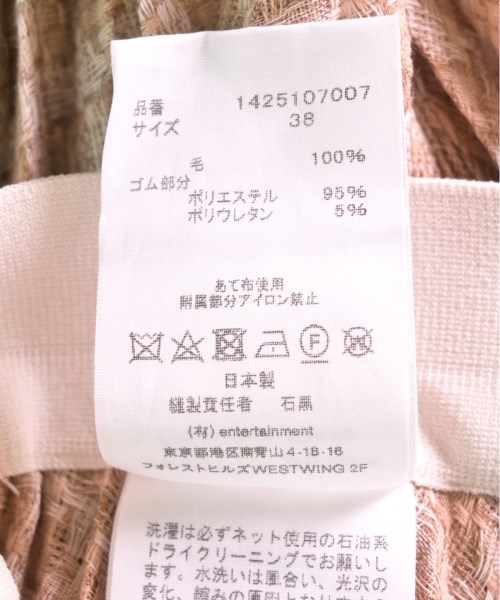 品番 1425107007
サイズ 38
毛 100%
ゴム部分
ポリエステル 95%
ポリウレタン 5%
あて布使用
附属部分アイロン禁止
F
日本製
縫製責任者 石黒
(有) entertainment
東京都港区南青山4-18-16
フォレストヒルズWESTWING 2F
洗濯は必ずネット使用の石油系
ドライクリーニングでお願いし
ます。水洗いは風合い、光沢の
変化、縮みの原因となります